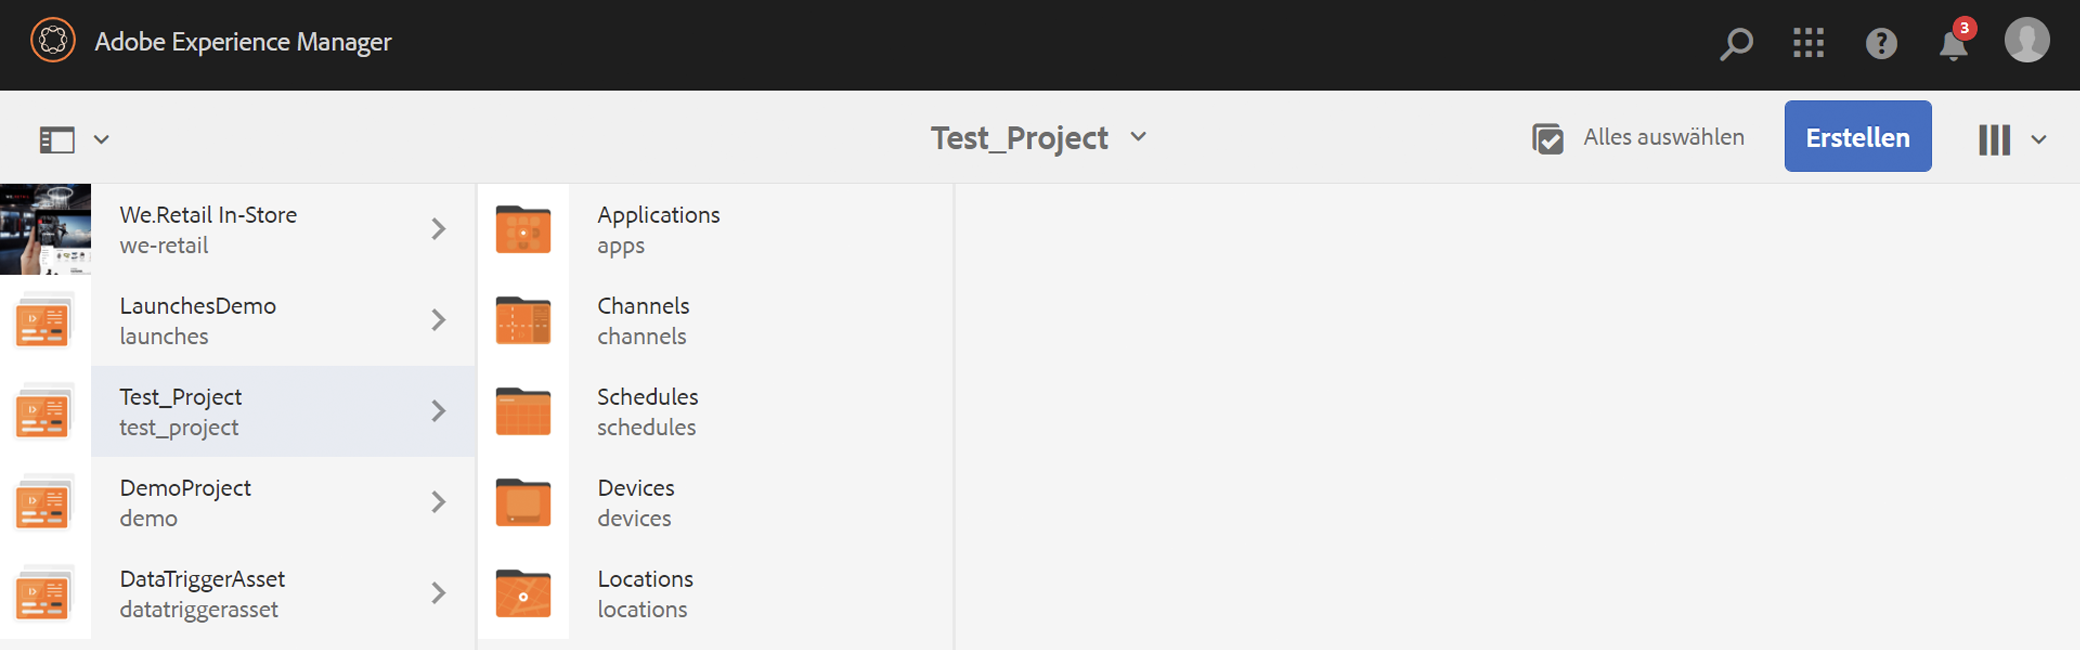 Adobe Experience Manager
3
Test_Project
Alles auswählen
Erstellen
We.Retail In-Store
we-retail
LaunchesDemo
launches
Test_Project
test_project
DemoProject
demo
DataTriggerAsset
datatriggerasset
Applications
apps
Channels
channels
Schedules
schedules
Devices
devices
Locations
locations